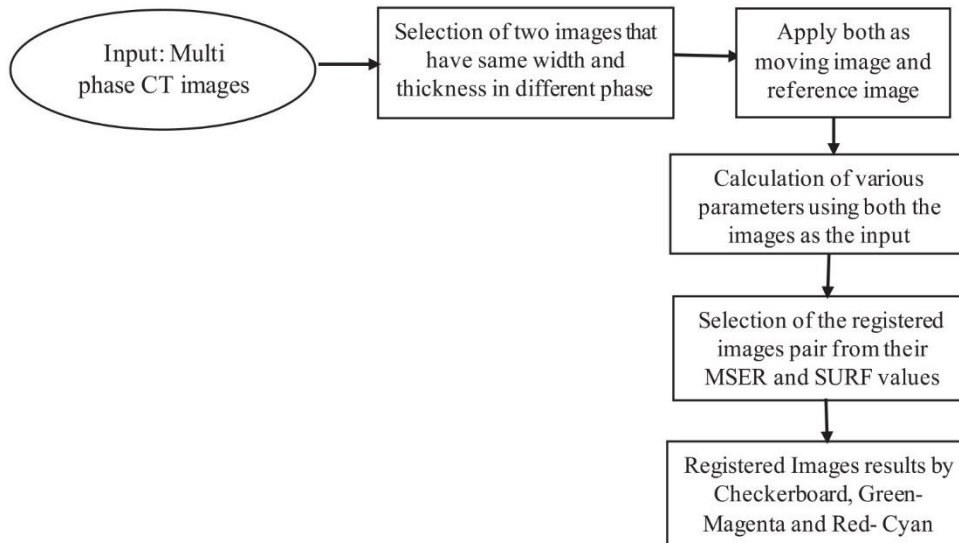 Input: Multi
phase CT images
Selection of two images that
have same width and
thickness in different phase
Apply both as
moving image and
reference image
Calculation of various
parameters using both the
images as the input
Selection of the registered
images pair from their
MSER and SURF values
Registered Images results by
Checkerboard, Green-
Magenta and Red- Cyan